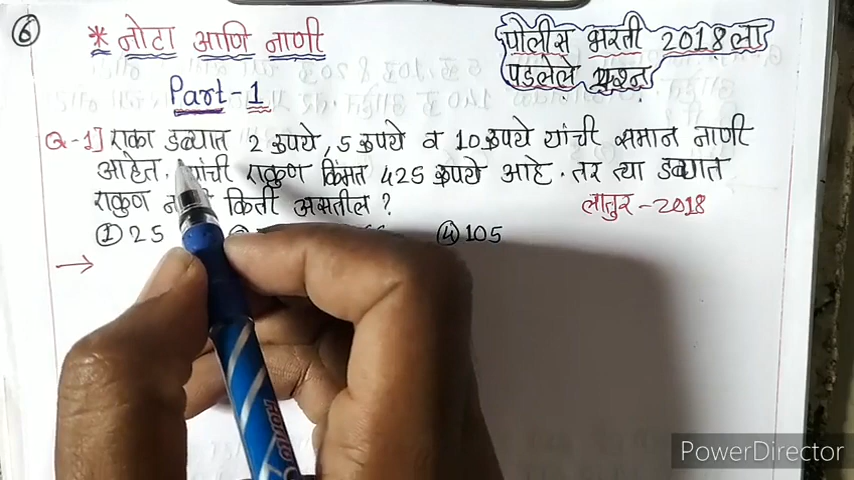 6
* नोटा आणि नाणी
पोलीस भरती 2018 ला
पडलेले प्रश्न
Part-1
Q-1] एका डब्यात 2 रुपये, 5 रुपये व 10 रुपये यांची समान नाणी
आहेत. त्यांची एकुण किंमत 425 रुपये आहे. तर त्या डब्यात
एकुण किती असतील ?
लातुर - 2018
① 25 ④ 105
→
PowerDirector